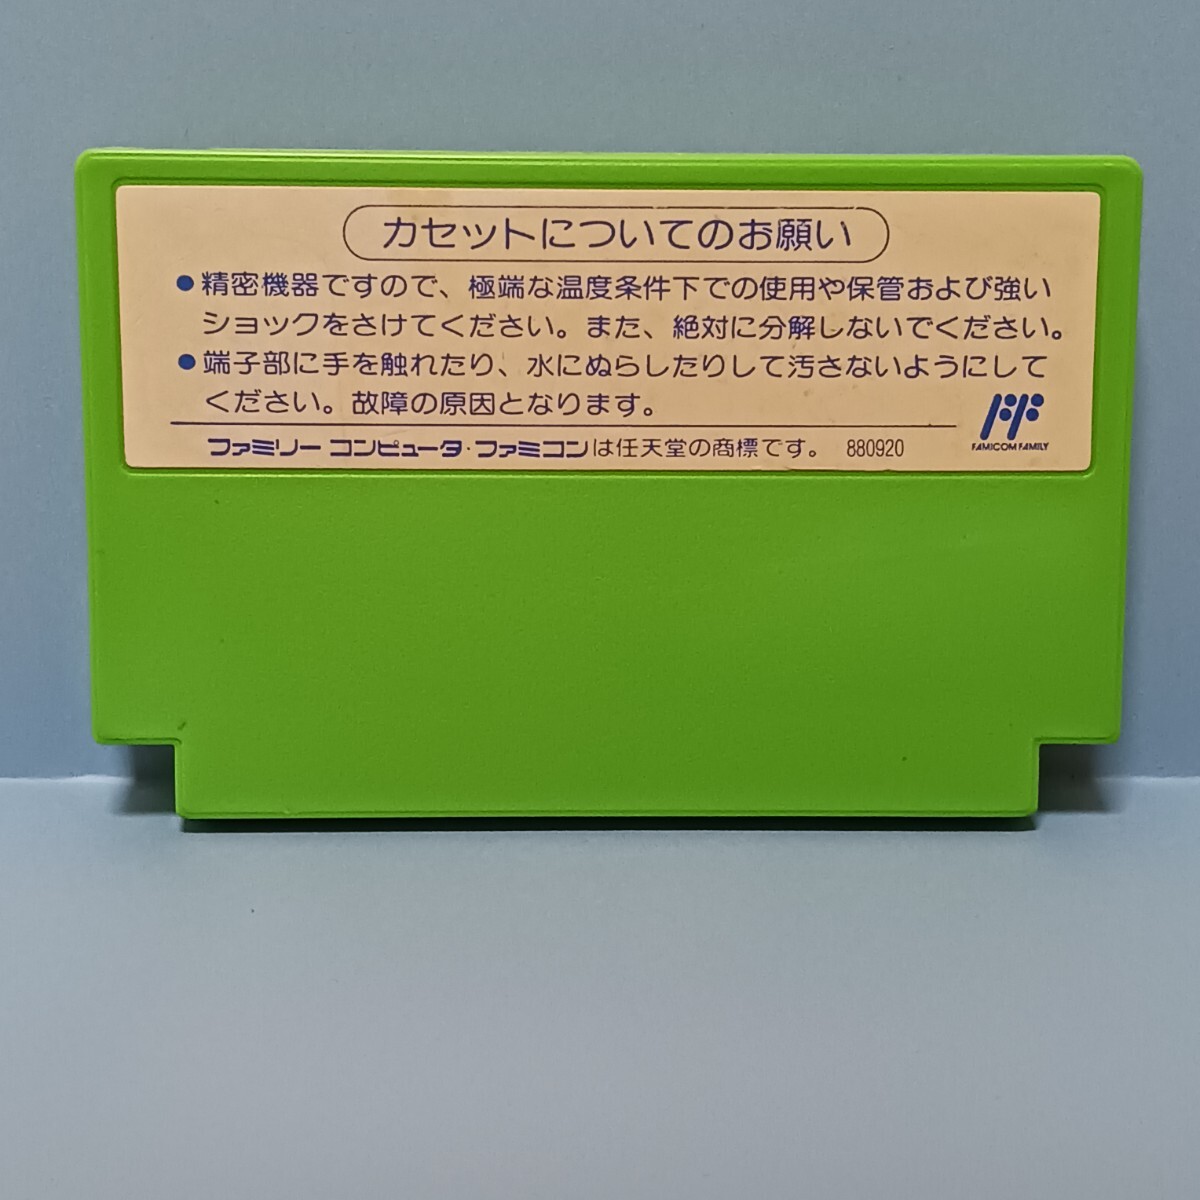 カセットについてのお願い
●精密機器ですので、極端な温度条件下での使用や保管および強い
ショックをさけてください。また、絶対に分解しないでください。
●端子部に手を触れたり、水にぬらしたりして汚さないようにして
ください。故障の原因となります。
FF
FAMICOM FAMILY
ファミリー コンピュータ・ファミコンは任天堂の商標です。 880920